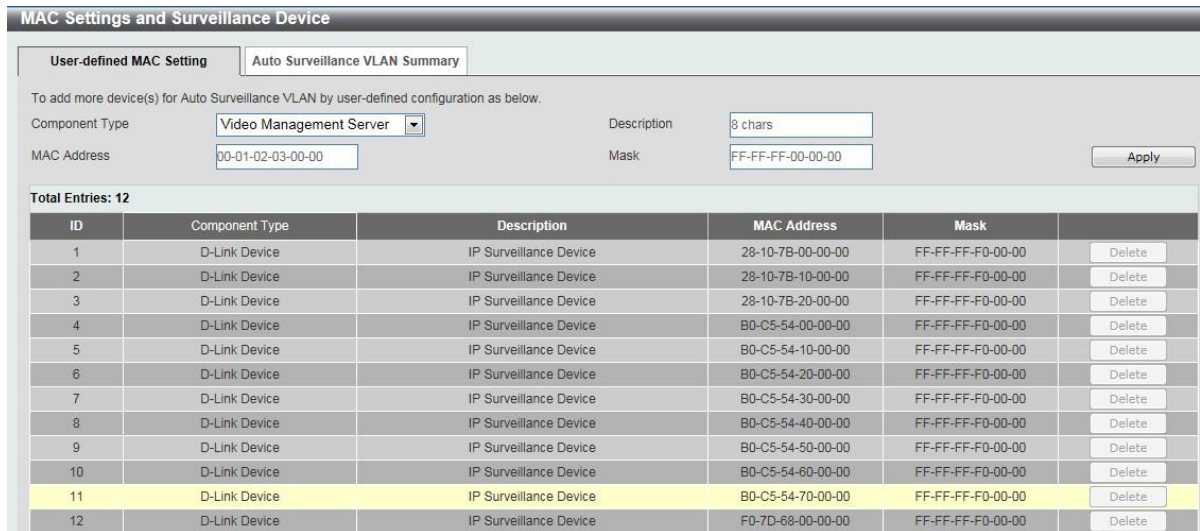 MAC Settings and Surveillance Device
User-defined MAC Setting Auto Surveillance VLAN Summary
To add more device(s) for Auto Surveillance VLAN by user-defined configuration as below.
Component Type Video Management Server Description 8 chars
MAC Address 00-01-02-03-00-00 Mask FF-FF-FF-00-00-00 Apply
Total Entries: 12
ID Component Type Description MAC Address Mask
1 D-Link Device IP Surveillance Device 28-10-7B-00-00-00 FF-FF-FF-F0-00-00 Delete
2 D-Link Device IP Surveillance Device 28-10-7B-10-00-00 FF-FF-FF-F0-00-00 Delete
3 D-Link Device IP Surveillance Device 28-10-7B-20-00-00 FF-FF-FF-F0-00-00 Delete
4 D-Link Device IP Surveillance Device B0-C5-54-00-00-00 FF-FF-FF-F0-00-00 Delete
5 D-Link Device IP Surveillance Device B0-C5-54-10-00-00 FF-FF-FF-F0-00-00 Delete
6 D-Link Device IP Surveillance Device B0-C5-54-20-00-00 FF-FF-FF-F0-00-00 Delete
7 D-Link Device IP Surveillance Device B0-C5-54-30-00-00 FF-FF-FF-F0-00-00 Delete
8 D-Link Device IP Surveillance Device B0-C5-54-40-00-00 FF-FF-FF-F0-00-00 Delete
9 D-Link Device IP Surveillance Device B0-C5-54-50-00-00 FF-FF-FF-F0-00-00 Delete
10 D-Link Device IP Surveillance Device B0-C5-54-60-00-00 FF-FF-FF-F0-00-00 Delete
11 D-Link Device IP Surveillance Device B0-C5-54-70-00-00 FF-FF-FF-F0-00-00 Delete
12 D-Link Device IP Surveillance Device F0-7D-68-00-00-00 FF-FF-FF-F0-00-00 Delete